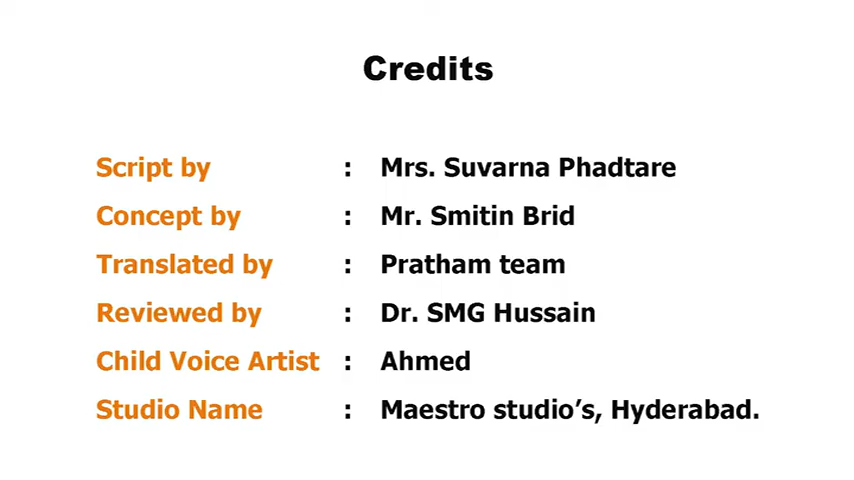 Credits
Script by : Mrs. Suvarna Phadtare
Concept by : Mr. Smitin Brid
Translated by : Pratham team
Reviewed by : Dr. SMG Hussain
Child Voice Artist : Ahmed
Studio Name : Maestro studio’s, Hyderabad.